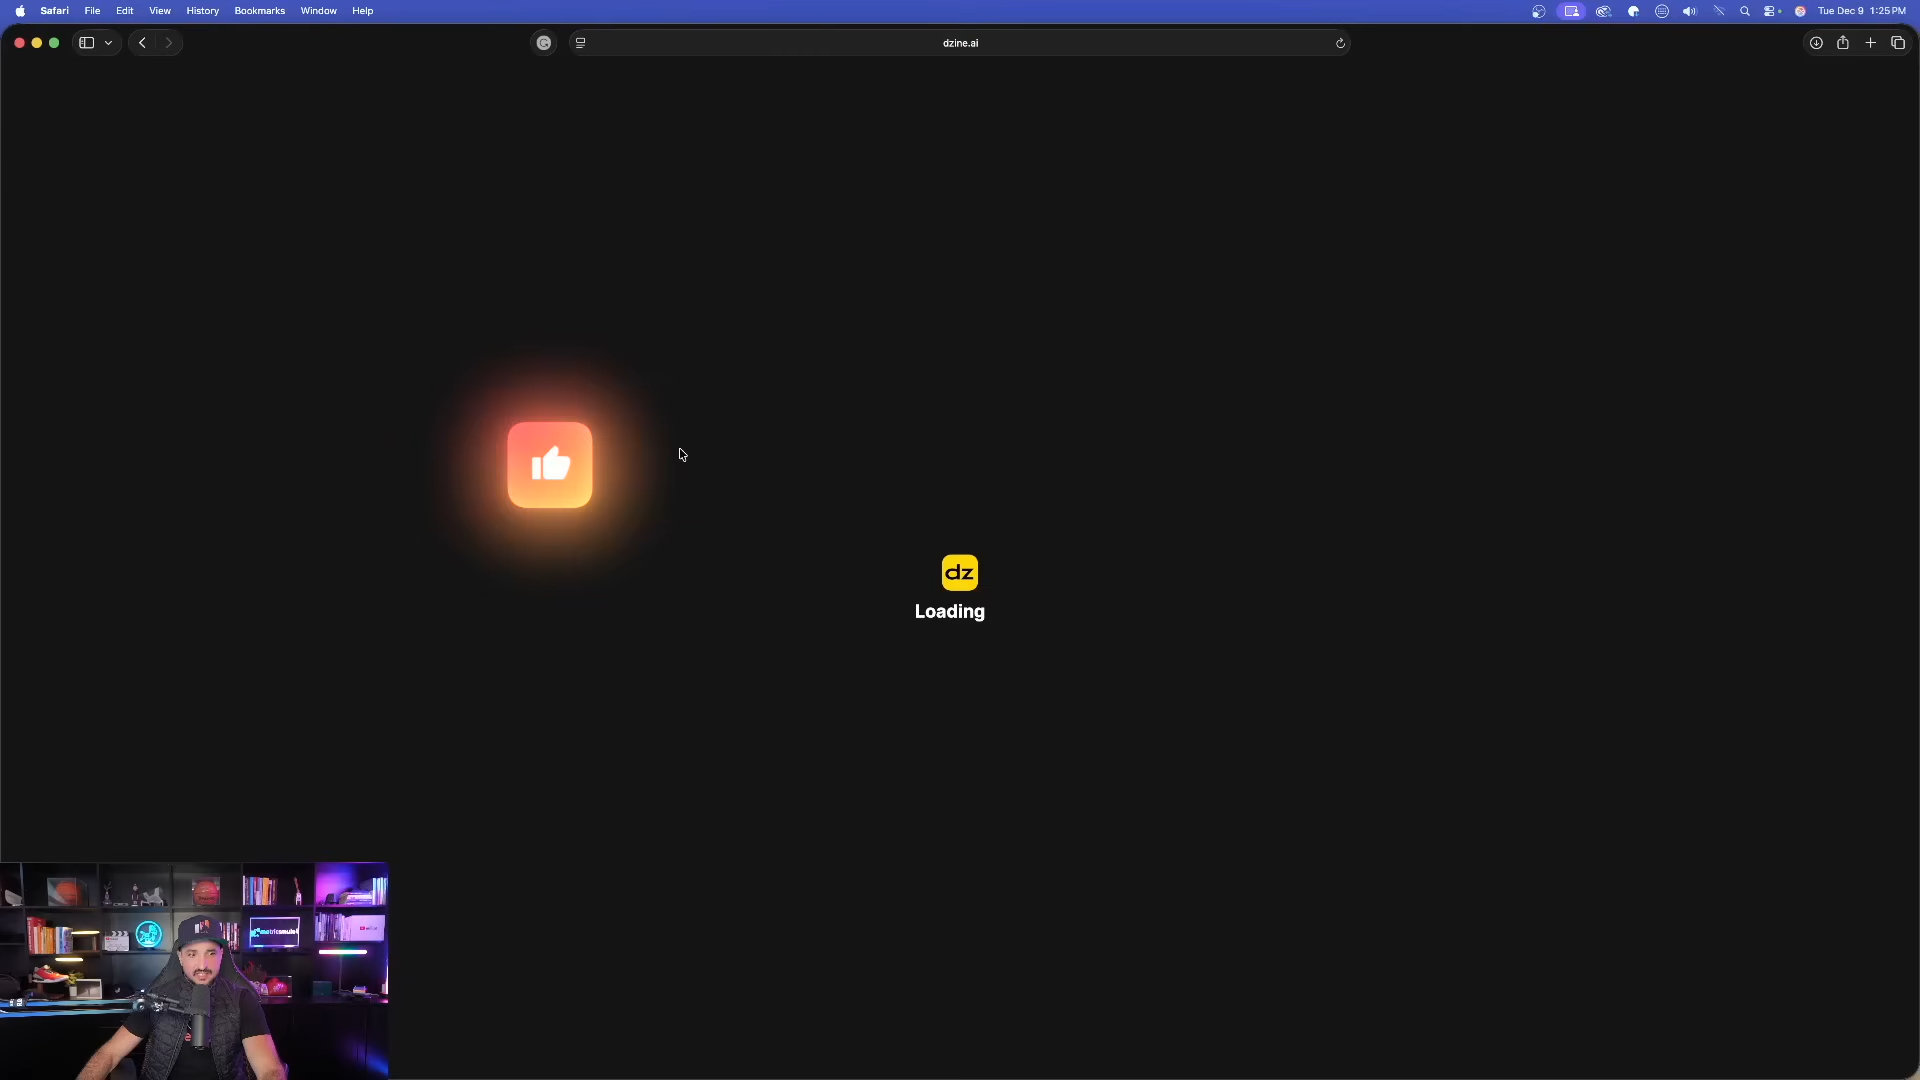 Safari File Edit View History Bookmarks Window Help
Tue Dec 9 1:25 PM
dzine.ai
dz
Loading